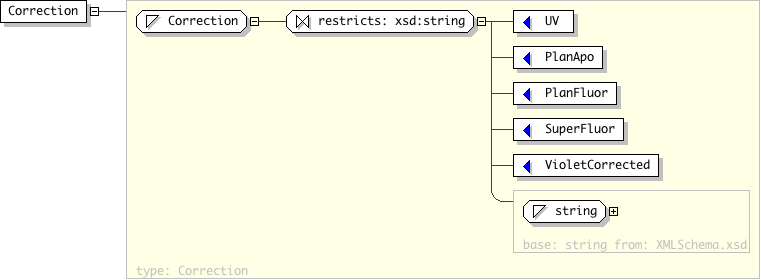 Correction
Correction
restricts: xsd:string
UV
PlanApo
PlanFluor
SuperFluor
VioletCorrected
string
base: string from: XMLSchema.xsd
type: Correction